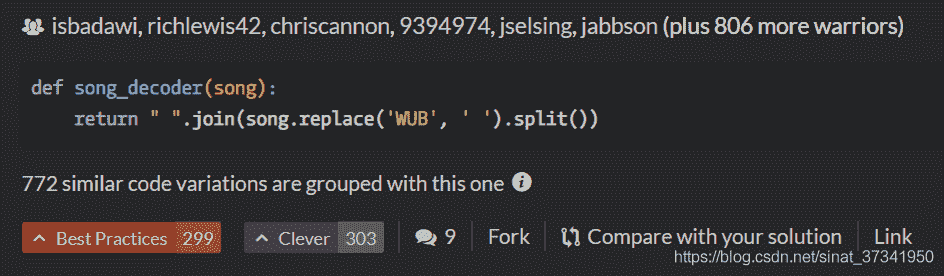 isbadawi, richlewis42, chriscannon, 9394974, jselsing, jabbson (plus 806 more warriors)
def song_decoder(song):
    return " ".join(song.replace('WUB', ' ').split())
772 similar code variations are grouped with this one
Best Practices 299 Clever 303 9 Fork Compare with your solution Link
https://blog.csdn.net/sinat_37341950